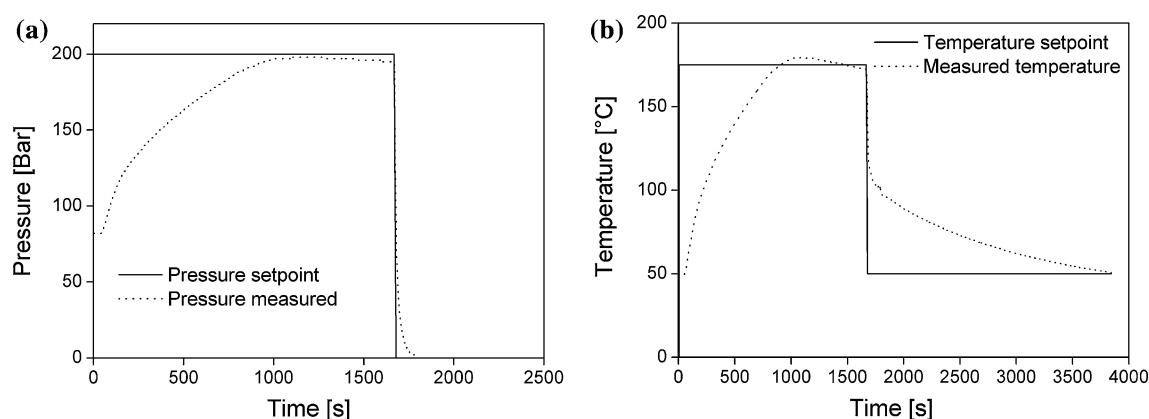 (a)
Pressure [Bar]
200
150
100
50
0
Pressure setpoint
Pressure measured
0 500 1000 1500 2000 2500
Time [s]
(b)
Temperature [°C]
200
150
100
50
0
Temperature setpoint
Measured temperature
0 500 1000 1500 2000 2500 3000 3500 4000
Time [s]